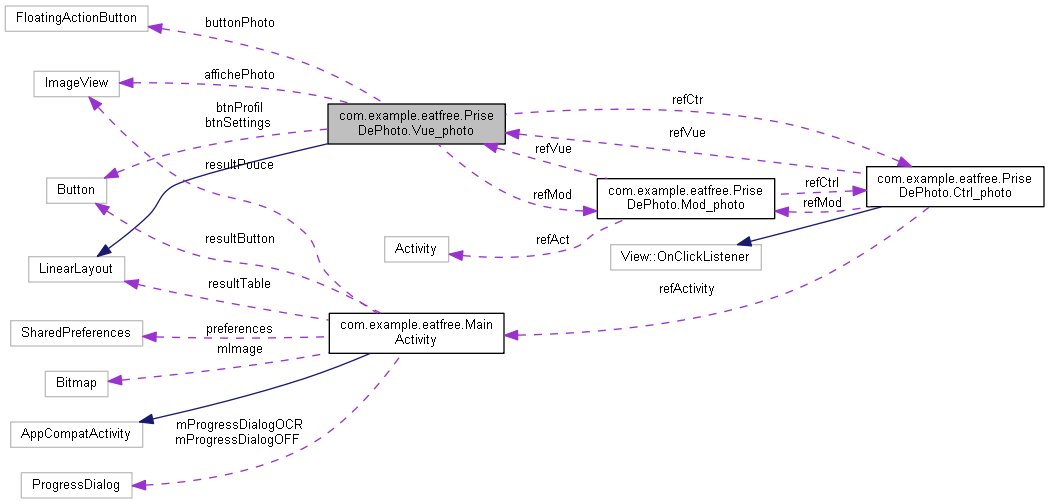 FloatingActionButton
buttonPhoto
ImageView
affichePhoto
btnProfil
btnSettings
com.example.eatfree.Prise
DePhoto.Vue_photo
refCtr
refVue
refVue
resultPouce
Button
refMod
com.example.eatfree.Prise
DePhoto.Mod_photo
refCtrl
refMod
com.example.eatfree.Prise
DePhoto.Ctrl_photo
resultButton
Activity
refAct
View::OnClickListener
LinearLayout
resultTable
refActivity
SharedPreferences
preferences
com.example.eatfree.Main
Activity
mImage
Bitmap
AppCompatActivity
mProgressDialogOCR
mProgressDialogOFF
ProgressDialog